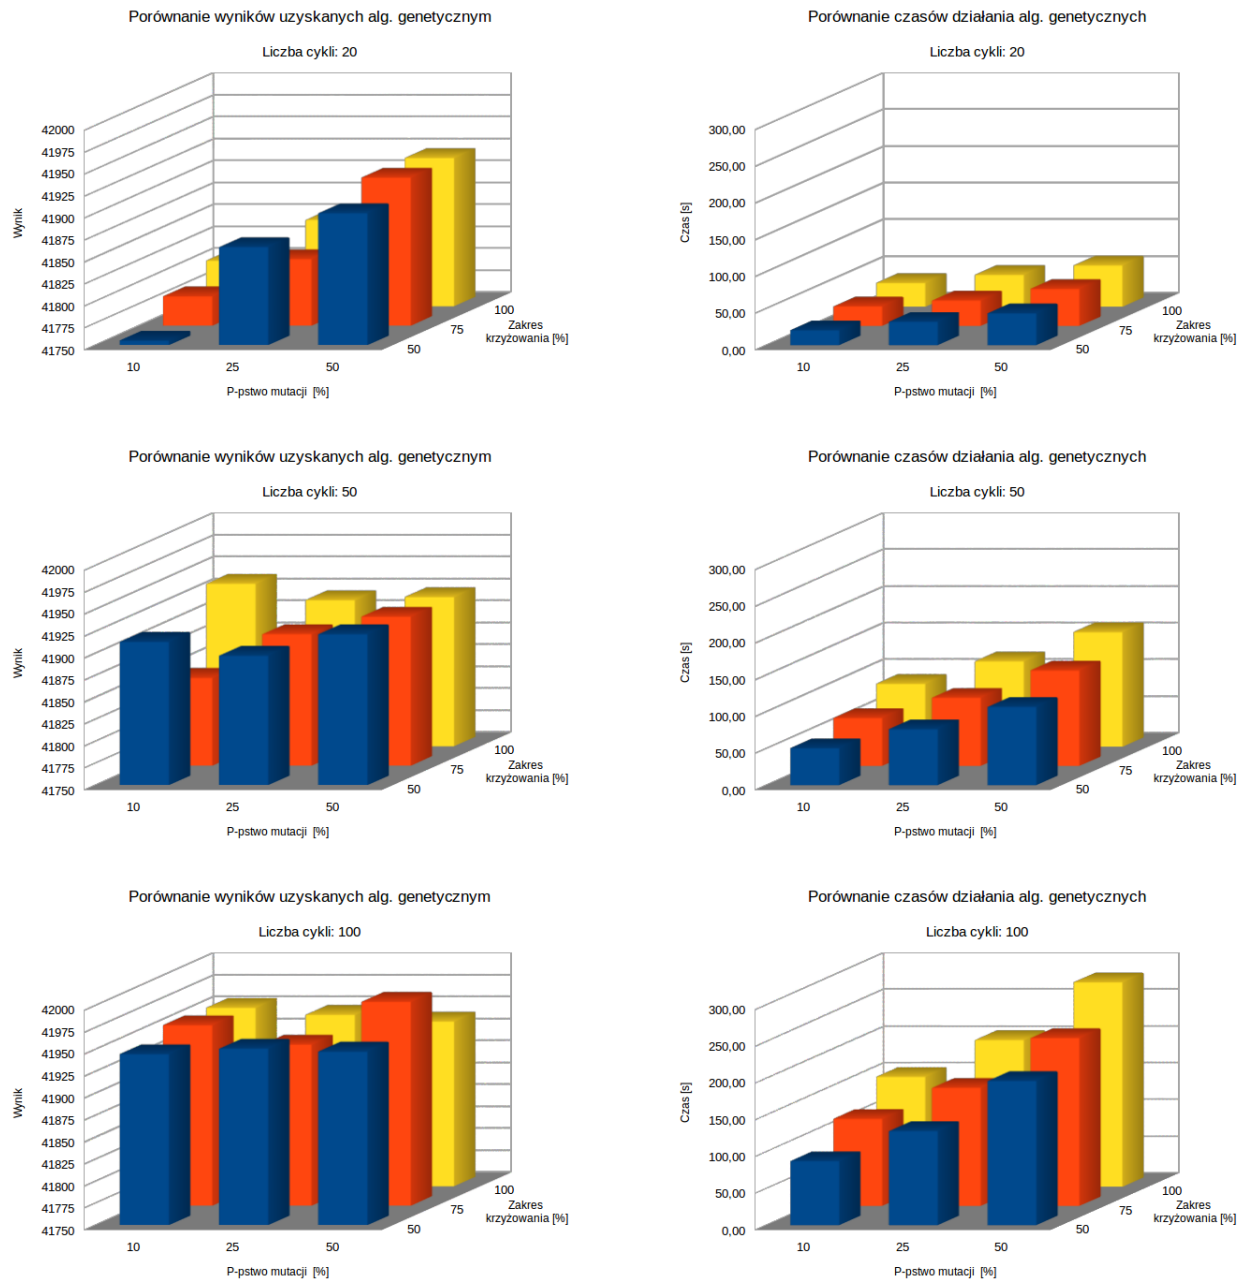 Porównanie wyników uzyskanych alg. genetycznym
Liczba cykli: 20
42000
41975
41950
41925
41900
41875
41850
41825
41800
41775
41750
Wynik
10
25
50
P-pstwo mutacji [%]
50
75
100
Zakres
krzyżowania [%]
Porównanie czasów działania alg. genetycznych
Liczba cykli: 20
300,00
250,00
200,00
150,00
100,00
50,00
0,00
Czas [s]
10
25
50
P-pstwo mutacji [%]
50
75
100
Zakres
krzyżowania [%]
Porównanie wyników uzyskanych alg. genetycznym
Liczba cykli: 50
42000
41975
41950
41925
41900
41875
41850
41825
41800
41775
41750
Wynik
10
25
50
P-pstwo mutacji [%]
50
75
100
Zakres
krzyżowania [%]
Porównanie czasów działania alg. genetycznych
Liczba cykli: 50
300,00
250,00
200,00
150,00
100,00
50,00
0,00
Czas [s]
10
25
50
P-pstwo mutacji [%]
50
75
100
Zakres
krzyżowania [%]
Porównanie wyników uzyskanych alg. genetycznym
Liczba cykli: 100
42000
41975
41950
41925
41900
41875
41850
41825
41800
41775
41750
Wynik
10
25
50
P-pstwo mutacji [%]
50
75
100
Zakres
krzyżowania [%]
Porównanie czasów działania alg. genetycznych
Liczba cykli: 100
300,00
250,00
200,00
150,00
100,00
50,00
0,00
Czas [s]
10
25
50
P-pstwo mutacji [%]
50
75
100
Zakres
krzyżowania [%]